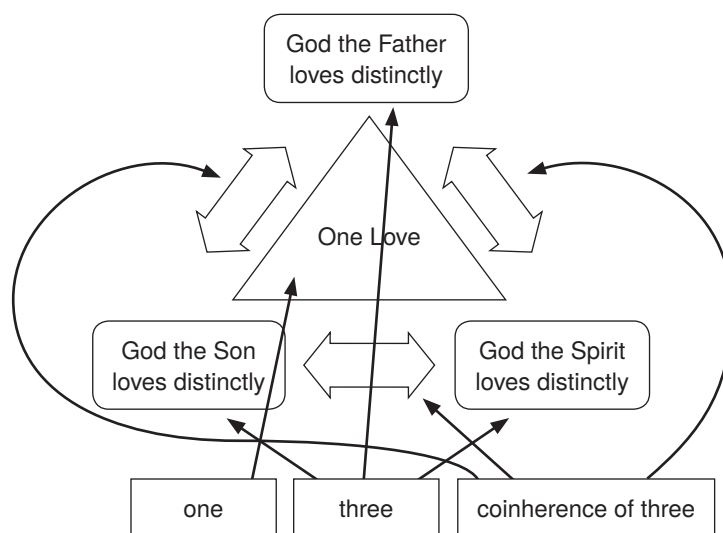 God the Father
loves distinctly
One Love
God the Son
loves distinctly
God the Spirit
loves distinctly
one
three
coinherence of three